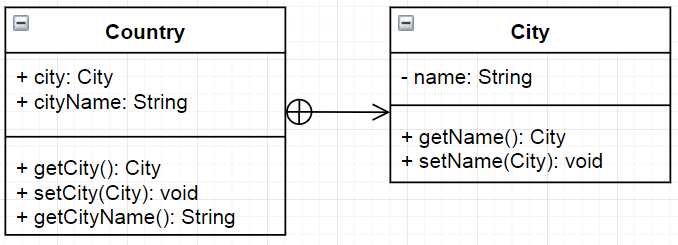 Country
+ city: City
+ cityName: String
+ getCity(): City
+ setCity(City): void
+ getCityName(): String
City
- name: String
+ getName(): City
+ setName(City): void